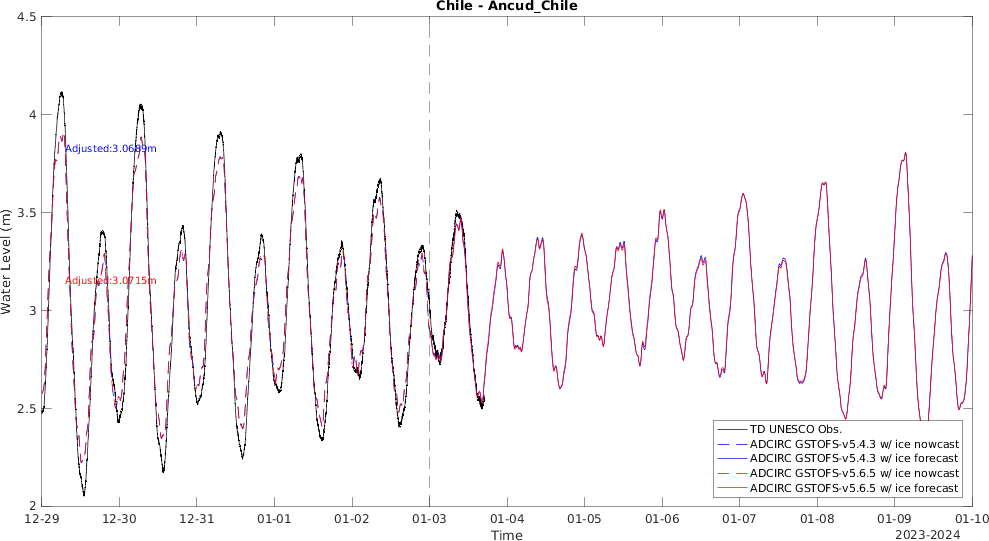 Chile - Ancud_Chile
4.5
4
3.5
3
2.5
2
Water Level (m)
Adjusted:3.0689m
Adjusted:3.0715m
TD UNESCO Obs.
ADCIRC GSTOFS-v5.4.3 w/ ice nowcast
ADCIRC GSTOFS-v5.4.3 w/ ice forecast
ADCIRC GSTOFS-v5.6.5 w/ ice nowcast
ADCIRC GSTOFS-v5.6.5 w/ ice forecast
12-29 12-30 12-31 01-01 01-02 01-03 01-04 01-05 01-06 01-07 01-08 01-09 01-10
Time
2023-2024